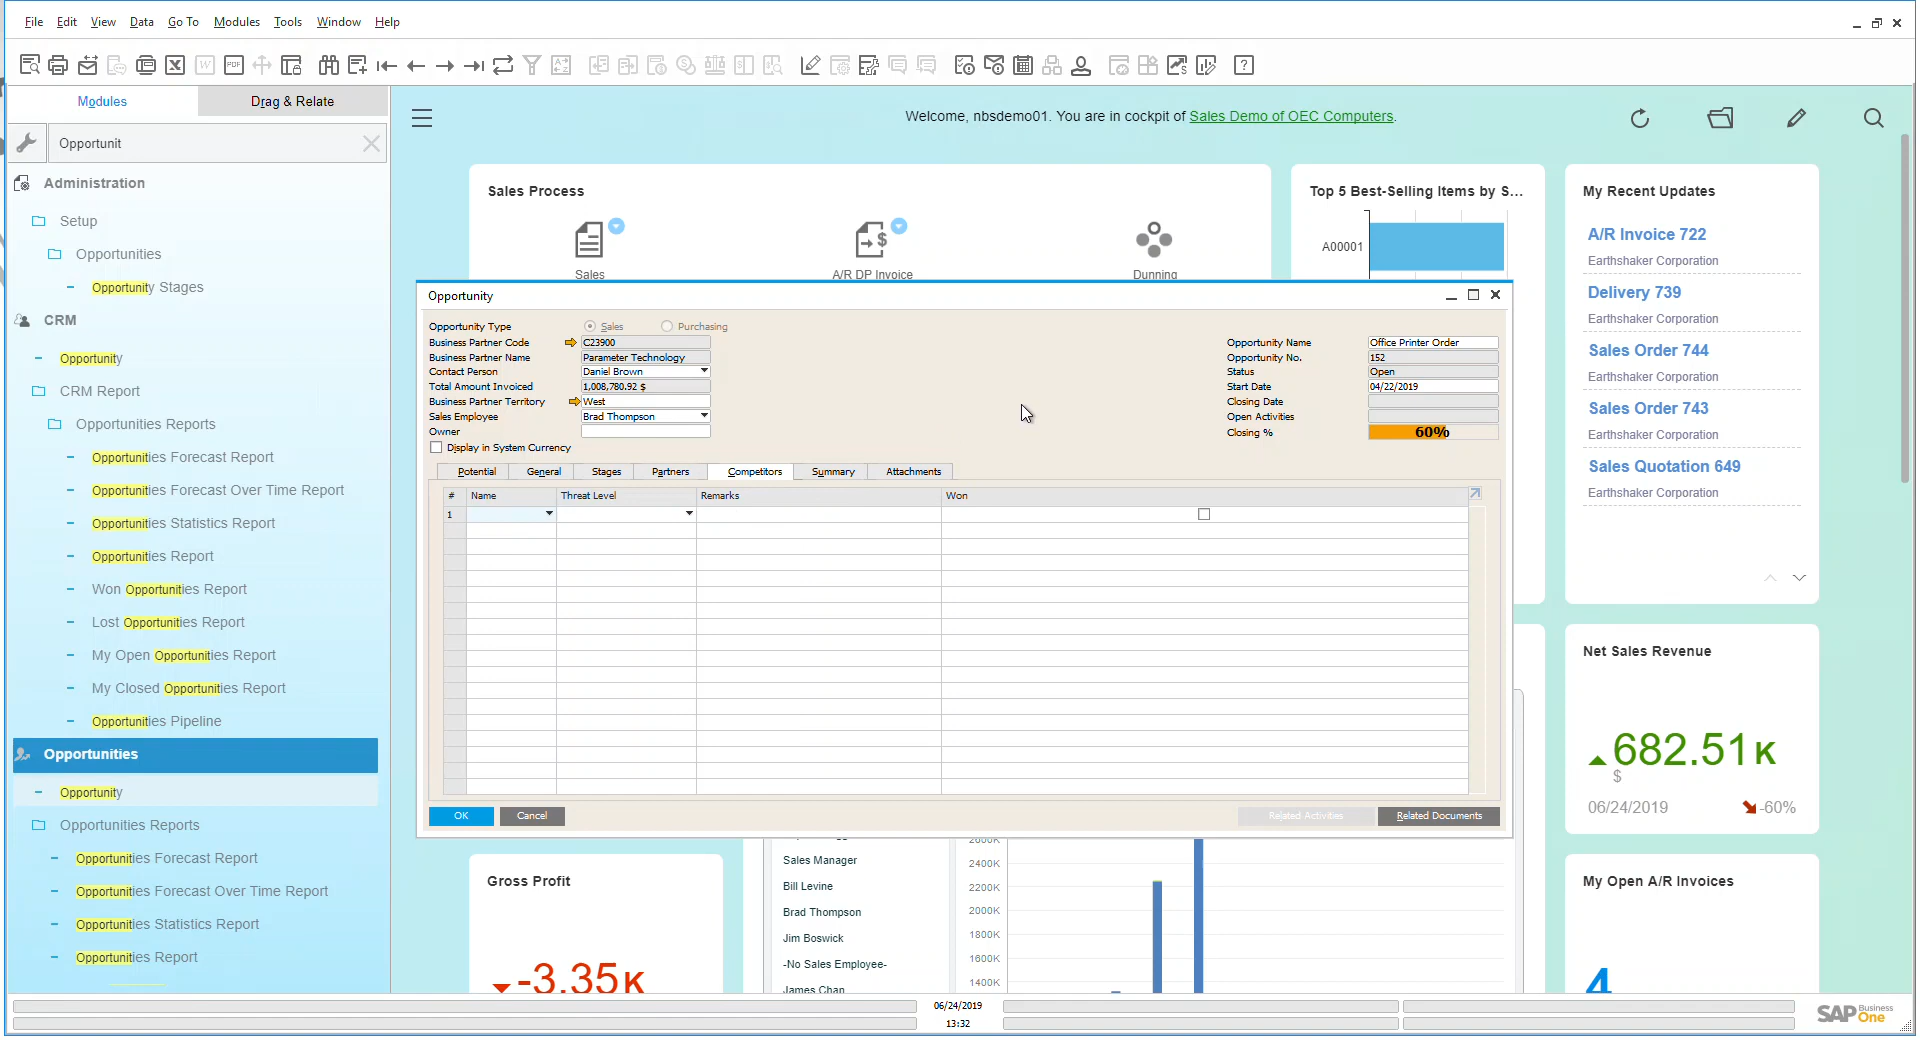 File Edit View Data Go To Modules Tools Window Help
Modules Drag & Relate
Opportunit
Administration
Setup
Opportunities
Opportunity Stages
CRM
Opportunity
CRM Report
Opportunities Reports
Opportunities Forecast Report
Opportunities Forecast Over Time Report
Opportunities Statistics Report
Opportunities Report
Won Opportunities Report
Lost Opportunities Report
My Open Opportunities Report
My Closed Opportunities Report
Opportunities Pipeline
Opportunities
Opportunity
Opportunities Reports
Opportunities Forecast Report
Opportunities Forecast Over Time Report
Opportunities Statistics Report
Opportunities Report
Welcome, nbsdemo01. You are in cockpit of Sales Demo of OEC Computers.
Sales Process
Sales
A/R DP Invoice
Dunning
Top 5 Best-Selling Items by S...
A00001
My Recent Updates
A/R Invoice 722
Earthshaker Corporation
Delivery 739
Earthshaker Corporation
Sales Order 744
Earthshaker Corporation
Sales Order 743
Earthshaker Corporation
Sales Quotation 649
Earthshaker Corporation
Opportunity
Opportunity Type Sales Purchasing
Business Partner Code C23900
Business Partner Name Parameter Technology
Contact Person Daniel Brown
Total Amount Invoiced 1,008,780.92 $
Business Partner Territory West
Sales Employee Brad Thompson
Owner
Display in System Currency
Opportunity Name Office Printer Order
Opportunity No. 152
Status Open
Start Date 04/22/2019
Closing Date
Open Activities
Closing % 60%
Potential General Stages Partners Competitors Summary Attachments
# Name Threat Level Remarks Won
1
OK Cancel Related Activities Related Documents
Net Sales Revenue
682.51K
$
06/24/2019 -60%
Gross Profit
-3.35K
Sales Manager
Bill Levine
Brad Thompson
Jim Boswick
-No Sales Employee-
James Chan
2600K
2400K
2200K
2000K
1800K
1600K
1400K
My Open A/R Invoices
4
06/24/2019
13:32
SAP Business One